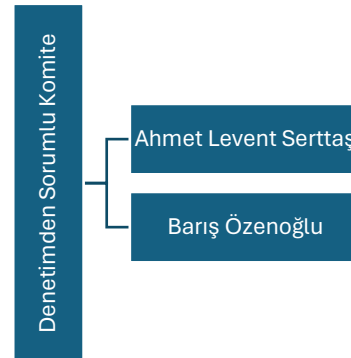 Denetimden Sorumlu Komite
Ahmet Levent Serttaş
Barış Özenoğlu